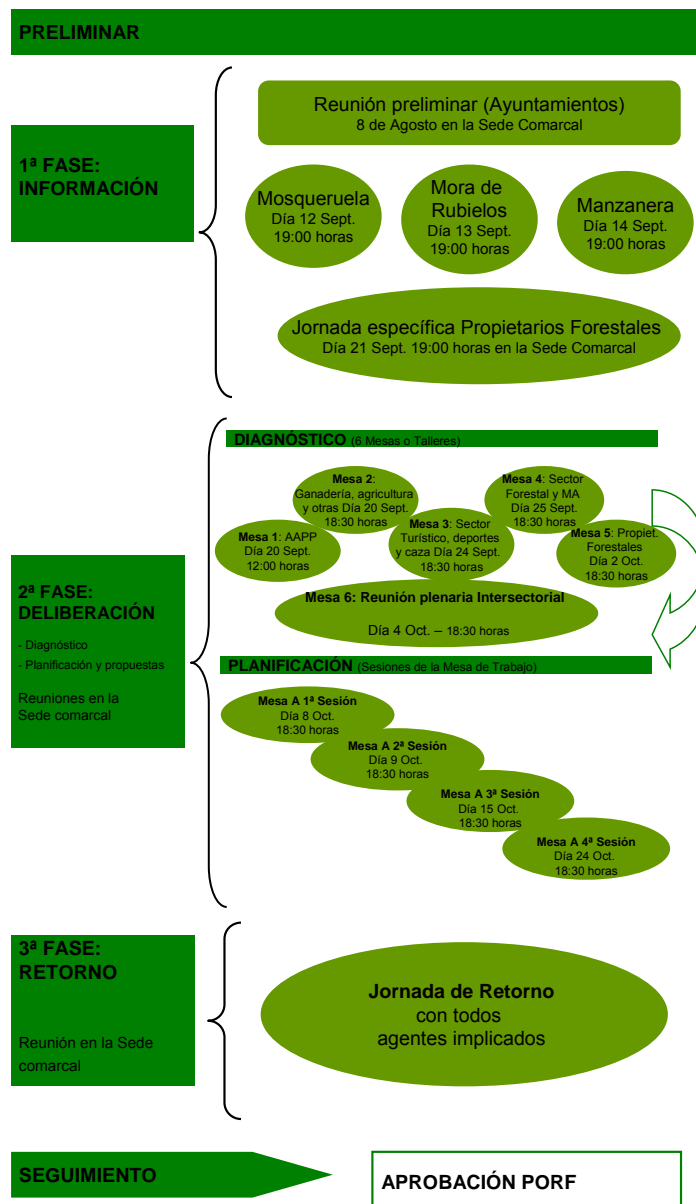 PRELIMINAR
1ª FASE:
INFORMACIÓN
Reunión preliminar (Ayuntamientos)
8 de Agosto en la Sede Comarcal
Mosqueruela
Día 12 Sept.
19:00 horas
Mora de
Rubielos
Día 13 Sept.
19:00 horas
Manzanera
Día 14 Sept.
19:00 horas
Jornada específica Propietarios Forestales
Día 21 Sept. 19:00 horas en la Sede Comarcal
2ª FASE:
DELIBERACIÓN
- Diagnóstico
- Planificación y propuestas
Reuniones en la
Sede comarcal
DIAGNÓSTICO (6 Mesas o Talleres)
Mesa 1: AAPP
Día 20 Sept.
12:00 horas
Mesa 2:
Ganadería, agricultura
y otras Día 20 Sept.
18:30 horas
Mesa 3: Sector
Turístico, deportes
y caza Día 24 Sept.
18:30 horas
Mesa 4: Sector
Forestal y MA
Día 25 Sept.
18:30 horas
Mesa 5: Propiet.
Forestales
Día 2 Oct.
18:30 horas
Mesa 6: Reunión plenaria Intersectorial
Día 4 Oct. – 18:30 horas
PLANIFICACIÓN (Sesiones de la Mesa de Trabajo)
Mesa A 1ª Sesión
Día 8 Oct.
18:30 horas
Mesa A 2ª Sesión
Día 9 Oct.
18:30 horas
Mesa A 3ª Sesión
Día 15 Oct.
18:30 horas
Mesa A 4ª Sesión
Día 24 Oct.
18:30 horas
3ª FASE:
RETORNO
Reunión en la Sede
comarcal
Jornada de Retorno
con todos
agentes implicados
SEGUIMIENTO
APROBACIÓN PORF